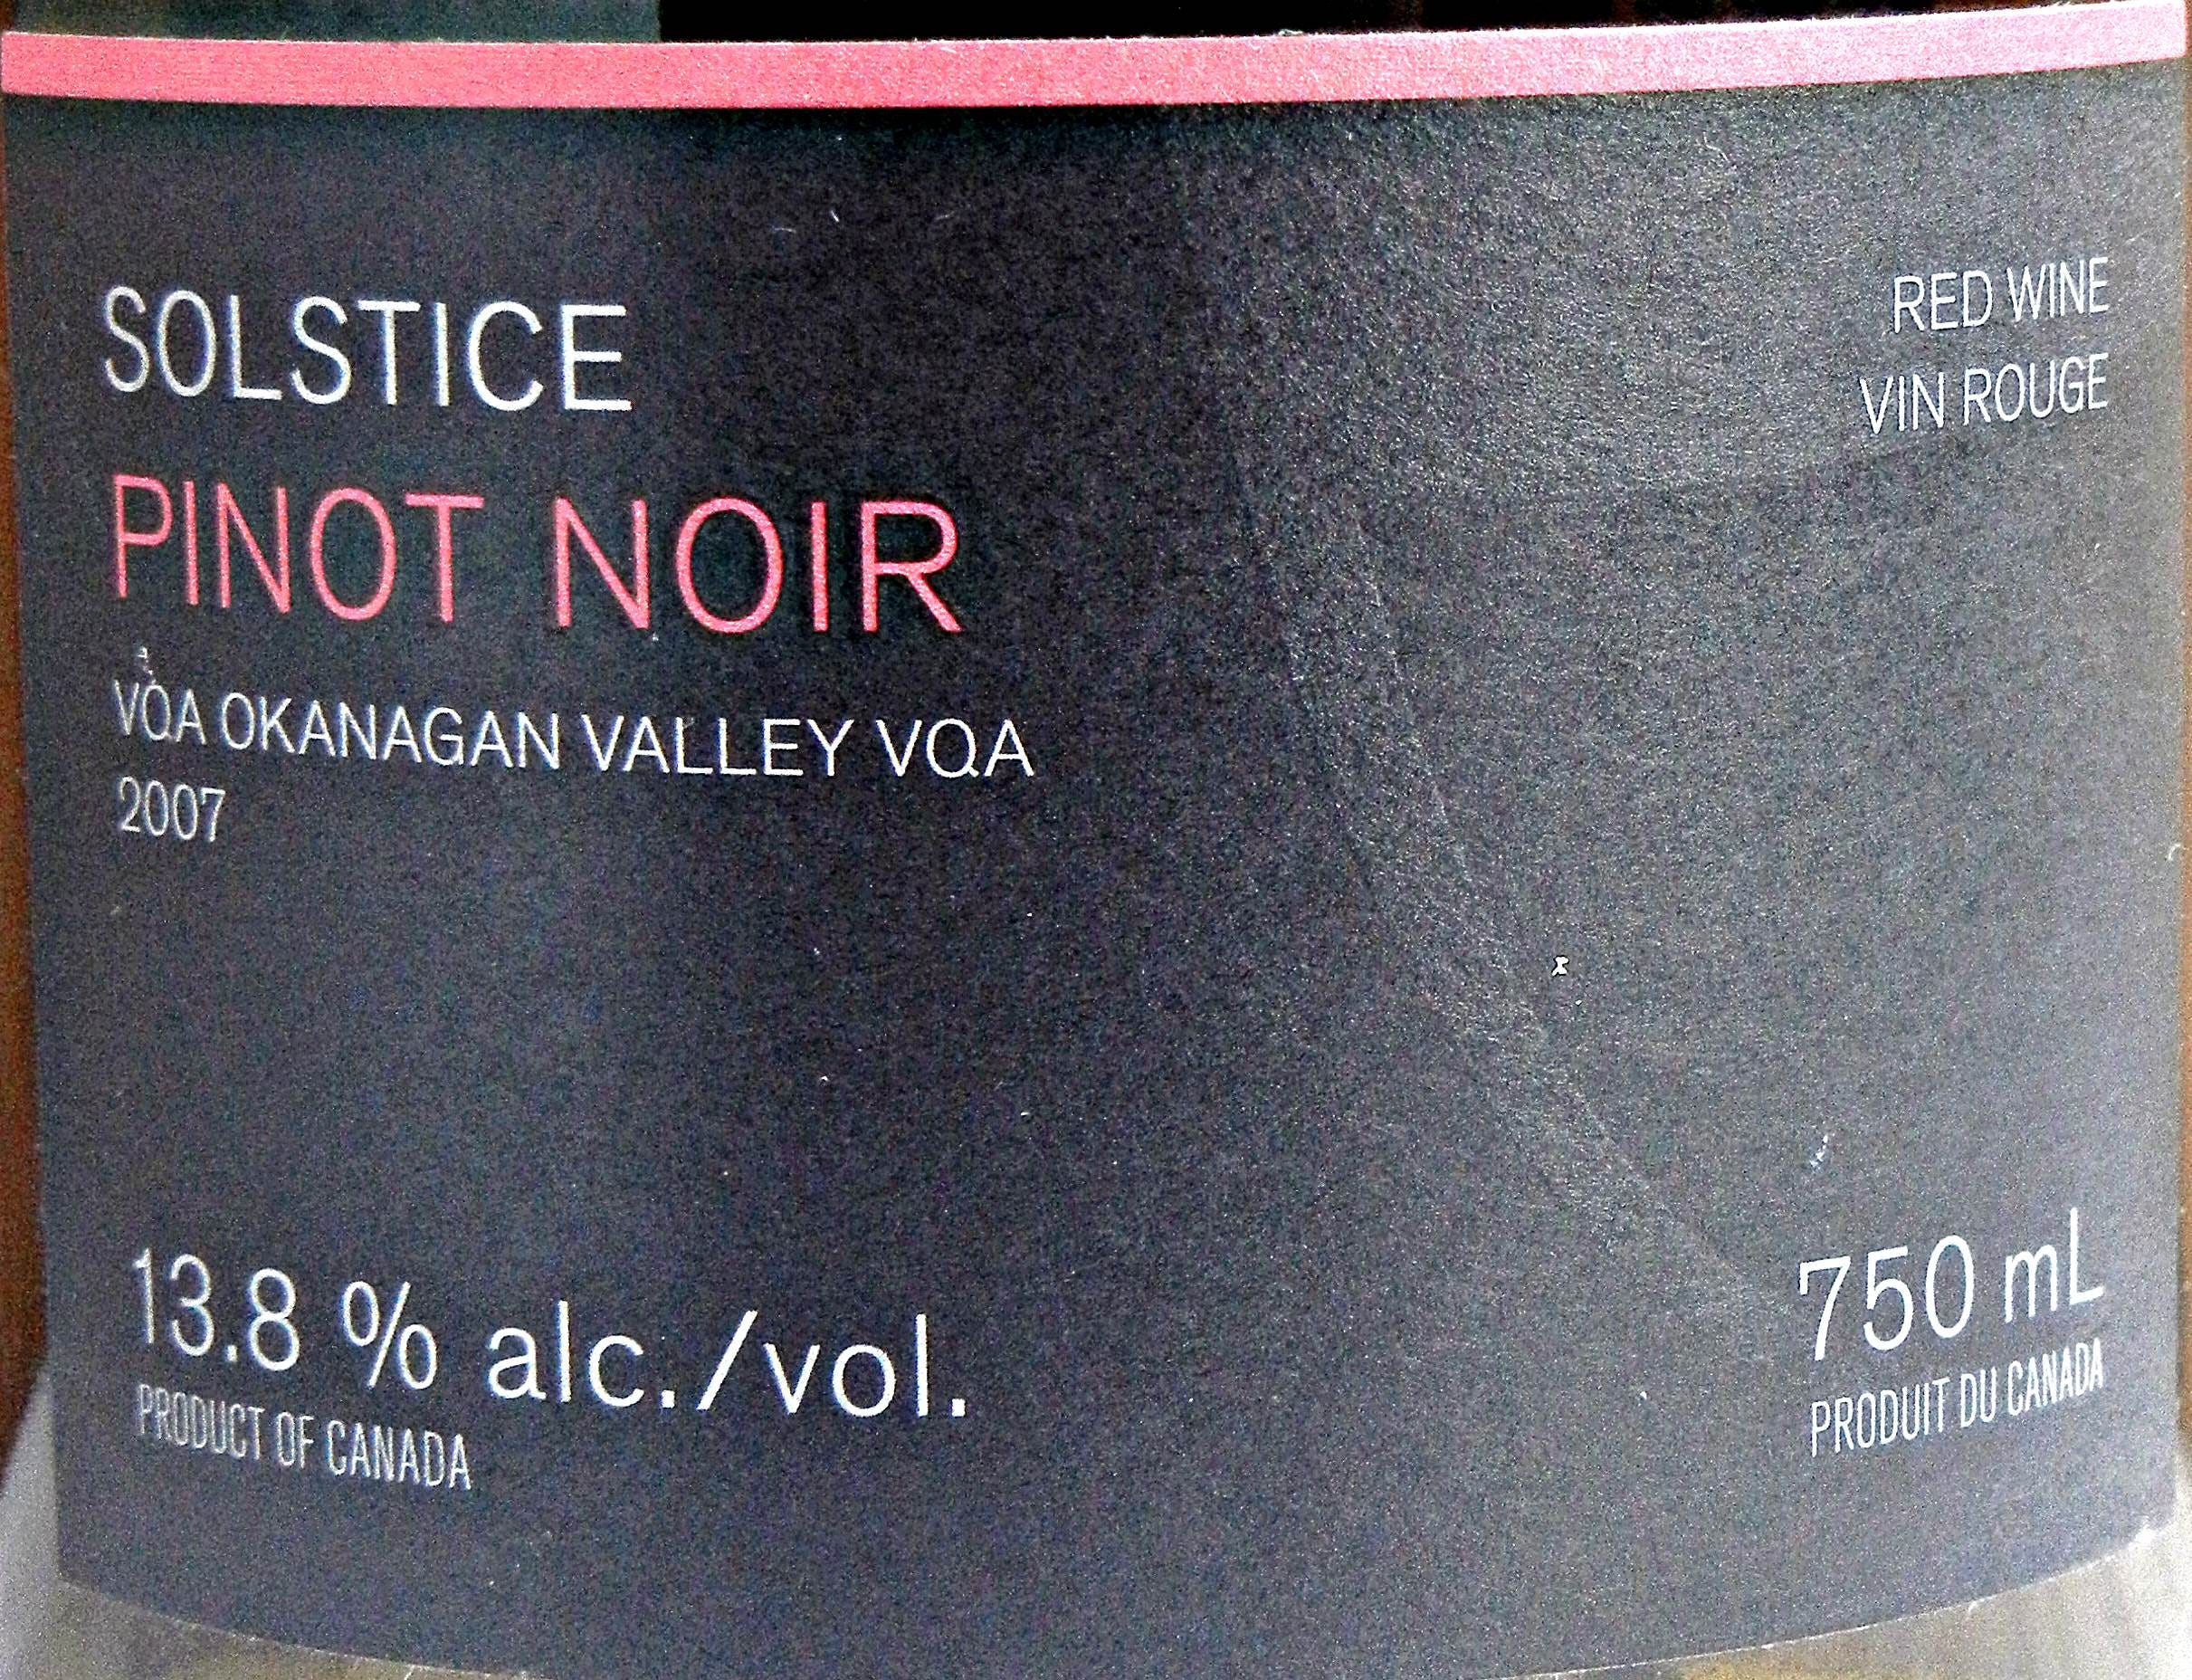 SOLSTICE
PINOT NOIR
VQA OKANAGAN VALLEY VQA
2007
RED WINE
VIN ROUGE
13.8 % alc./vol.
PRODUCT OF CANADA
750 mL
PRODUIT DU CANADA